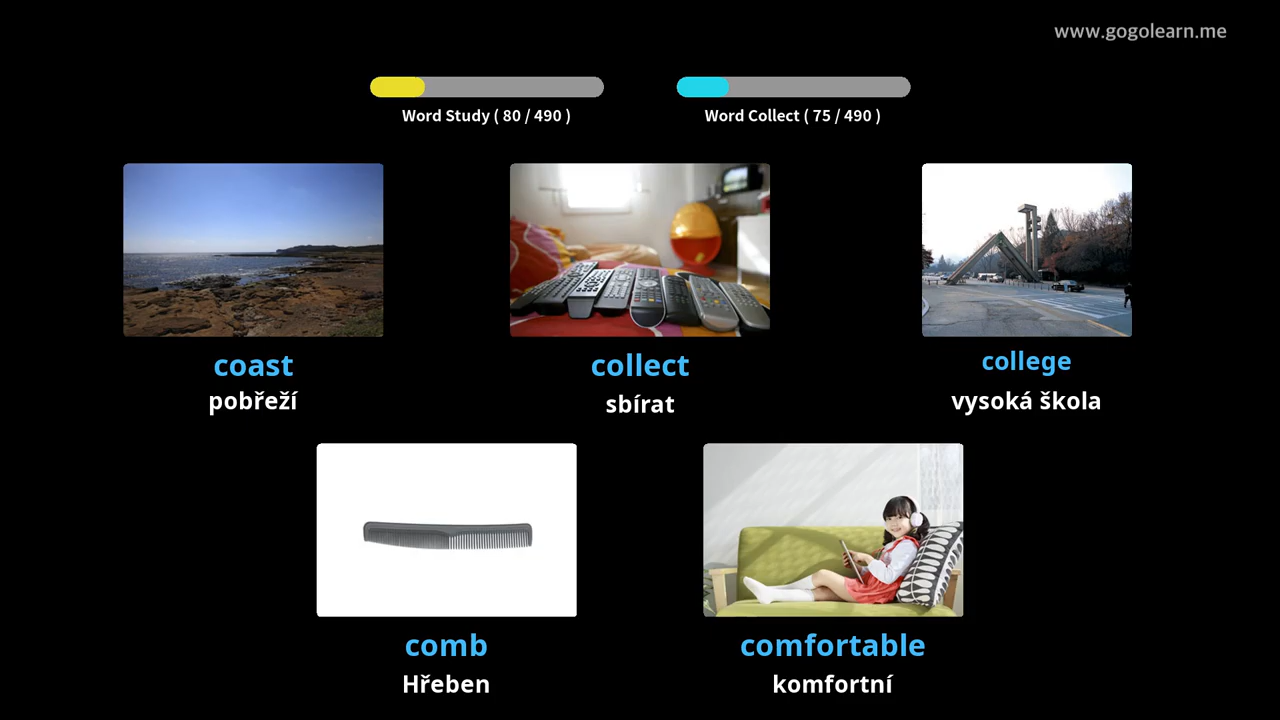 www.gogolearn.me
Word Study ( 80 / 490 )
Word Collect ( 75 / 490 )
coast
pobřeží
collect
sbírat
college
vysoká škola
comb
Hřeben
comfortable
komfortní